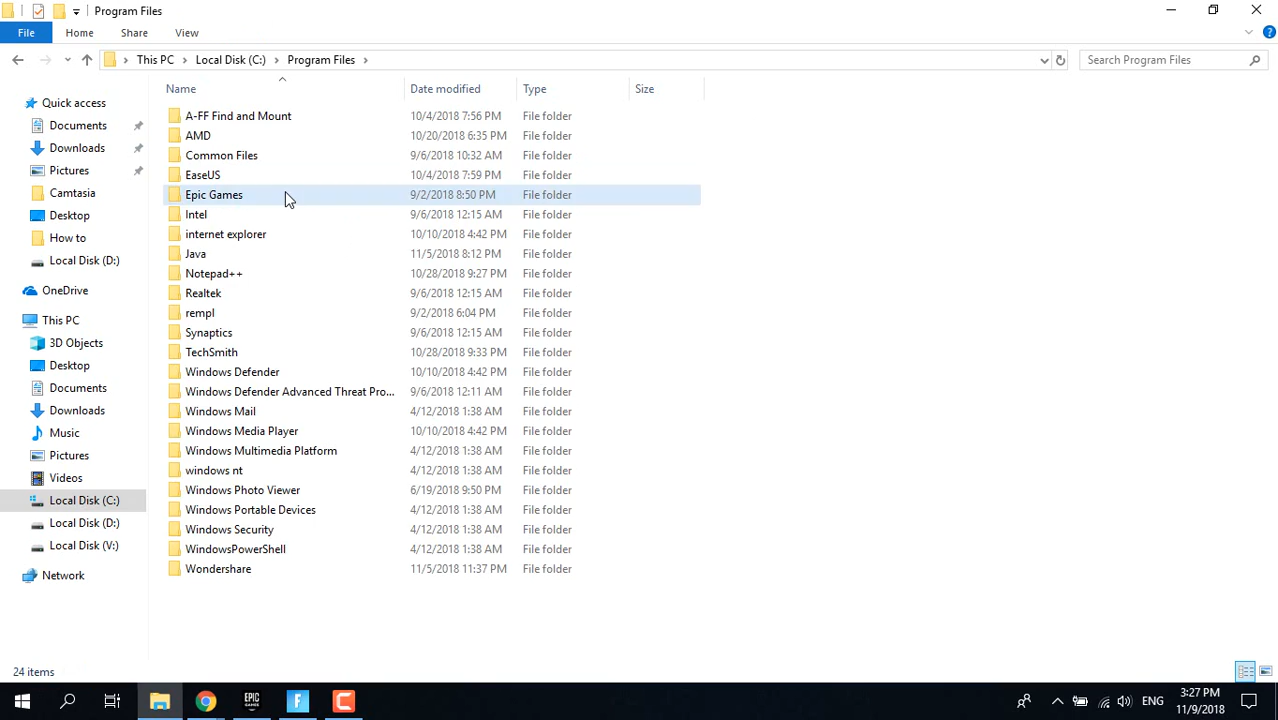 Program Files
File Home Share View
This PC Local Disk (C:) Program Files Search Program Files
Name Date modified Type Size
Quick access
Documents
Downloads
Pictures
Camtasia
Desktop
How to
Local Disk (D:)
OneDrive
This PC
3D Objects
Desktop
Documents
Downloads
Music
Pictures
Videos
Local Disk (C:)
Local Disk (D:)
Local Disk (V:)
Network
A-FF Find and Mount 10/4/2018 7:56 PM File folder
AMD 10/20/2018 6:35 PM File folder
Common Files 9/6/2018 10:32 AM File folder
EaseUS 10/4/2018 7:59 PM File folder
Epic Games 9/2/2018 8:50 PM File folder
Intel 9/6/2018 12:15 AM File folder
internet explorer 10/10/2018 4:42 PM File folder
Java 11/5/2018 8:12 PM File folder
Notepad++ 10/28/2018 9:27 PM File folder
Realtek 9/6/2018 12:15 AM File folder
rempl 9/2/2018 6:04 PM File folder
Synaptics 9/6/2018 12:15 AM File folder
TechSmith 10/28/2018 9:33 PM File folder
Windows Defender 10/10/2018 4:42 PM File folder
Windows Defender Advanced Threat Pro... 9/6/2018 12:11 AM File folder
Windows Mail 4/12/2018 1:38 AM File folder
Windows Media Player 10/10/2018 4:42 PM File folder
Windows Multimedia Platform 4/12/2018 1:38 AM File folder
windows nt 4/12/2018 1:38 AM File folder
Windows Photo Viewer 6/19/2018 9:50 PM File folder
Windows Portable Devices 4/12/2018 1:38 AM File folder
Windows Security 4/12/2018 1:38 AM File folder
WindowsPowerShell 4/12/2018 1:38 AM File folder
Wondershare 11/5/2018 11:37 PM File folder
24 items
EPIC
GAMES
F
ENG
3:27 PM
11/9/2018